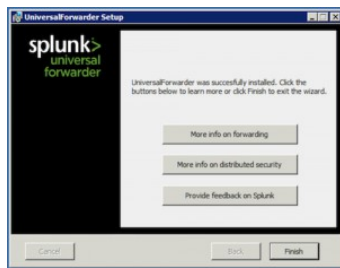 UniversalForwarder Setup
splunk>
universal
forwarder
UniversalForwarder was succesfully installed. Click the
buttons below to learn more or click Finish to exit the wizard.
More info on forwarding
More info on distributed security
Provide feedback on Splunk
Cancel
Back
Finish